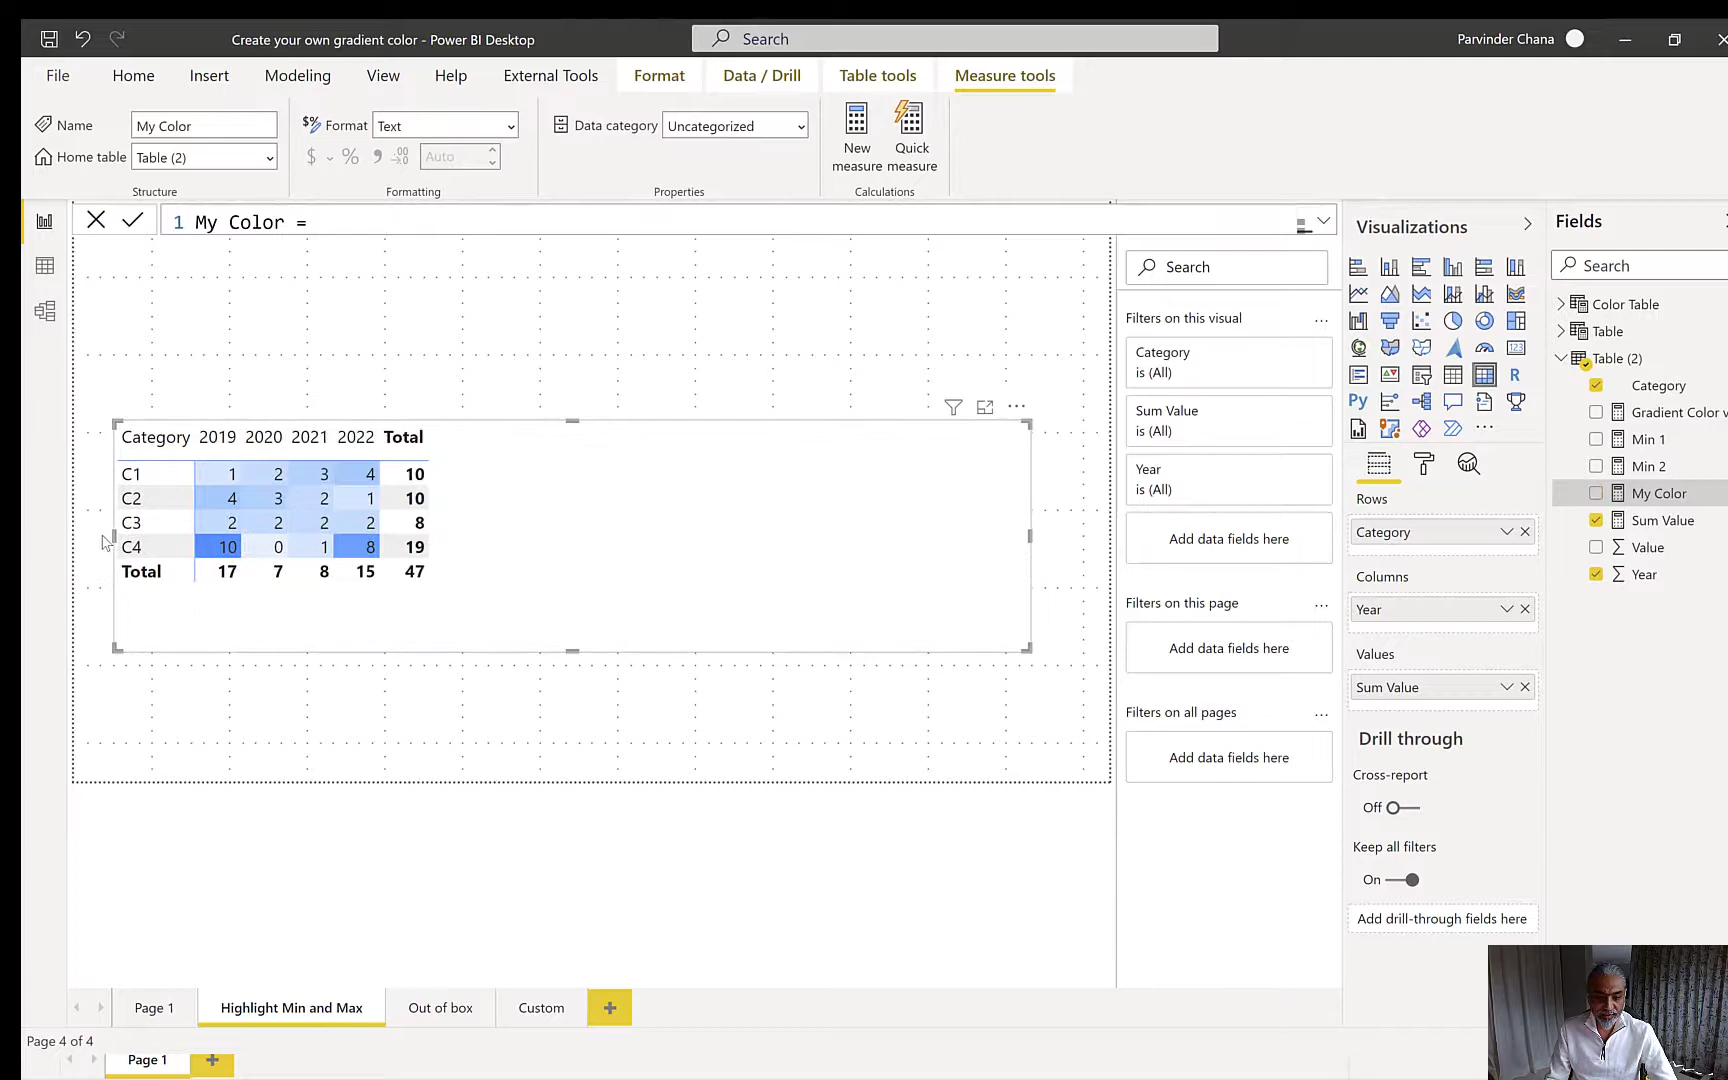 Create your own gradient color - Power BI Desktop
Search
Parvinder Chana
File Home Insert Modeling View Help External Tools Format Data / Drill Table tools Measure tools
Name My Color
Home table Table (2)
Structure
$% Format Text
$ % Auto
Formatting
Data category Uncategorized
Properties
New measure
Quick measure
Calculations
1 My Color =
Category 2019 2020 2021 2022 Total
C1 1 2 3 4 10
C2 4 3 2 1 10
C3 2 2 2 2 8
C4 10 0 1 8 19
Total 17 7 8 15 47
Search
Filters on this visual ...
Category
is (All)
Sum Value
is (All)
Year
is (All)
Add data fields here
Filters on this page ...
Add data fields here
Filters on all pages ...
Add data fields here
Visualizations
123
R
Py
...
Rows
Category
Columns
Year
Values
Sum Value
Drill through
Cross-report
Off
Keep all filters
On
Add drill-through fields here
Fields
Search
Color Table
Table
Table (2)
Category
Gradient Color
Min 1
Min 2
My Color
Sum Value
Σ Value
Σ Year
Page 1 Highlight Min and Max Out of box Custom +
Page 4 of 4
Page 1 +